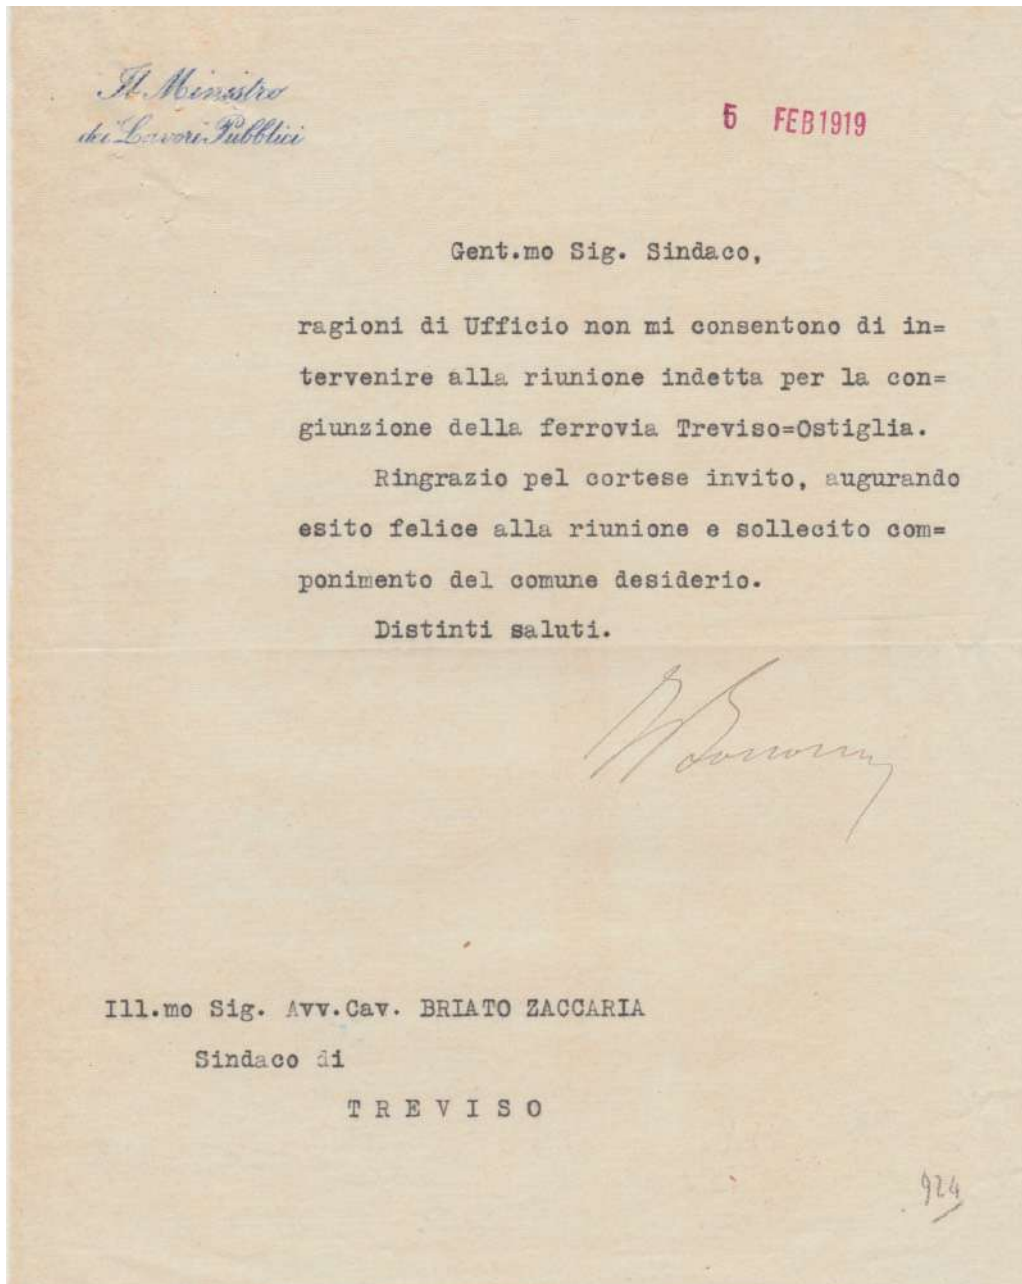 Il Ministro
dei Lavori Pubblici
5 FEB 1919
Gent.mo Sig. Sindaco,
ragioni di Ufficio non mi consentono di in=
tervenire alla riunione indetta per la con=
giunzione della ferrovia Treviso=Ostiglia.
Ringrazio pel cortese invito, augurando
esito felice alla riunione e sollecito com=
ponimento del comune desiderio.
Distinti saluti.
Bonomi
Ill.mo Sig. Avv.Cav. BRIATO ZACCARIA
Sindaco di
T R E V I S O
924